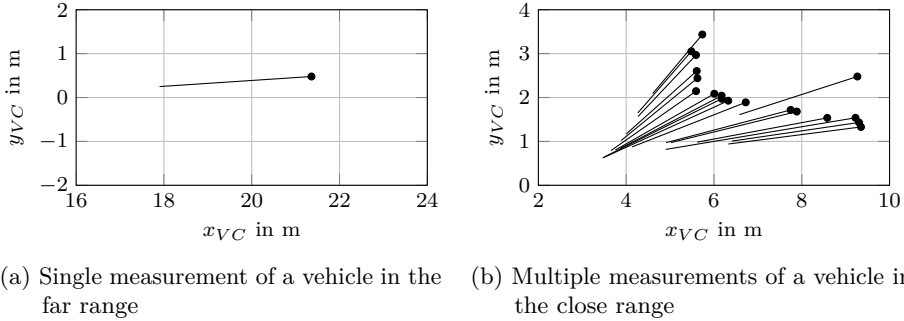 2
1
0
−1
−2
16
18
20
22
24
y_VC in m
x_VC in m
4
3
2
1
0
2
4
6
8
10
y_VC in m
x_VC in m
(a) Single measurement of a vehicle in the
far range
(b) Multiple measurements of a vehicle in
the close range